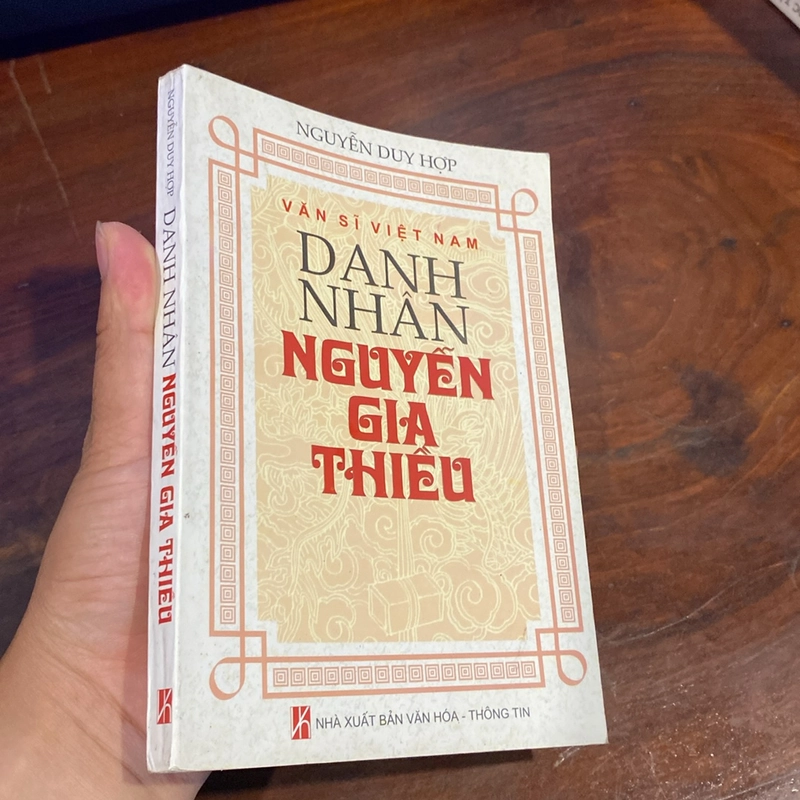 NGUYỄN DUY HỢP
VĂN SĨ VIỆT NAM
DANH
NHÂN
NGUYỄN
GIA
THIỀU
NHÀ XUẤT BẢN VĂN HÓA - THÔNG TIN
NGUYỄN DUY HỢP DANH NHÂN NGUYỄN GIA THIỀU